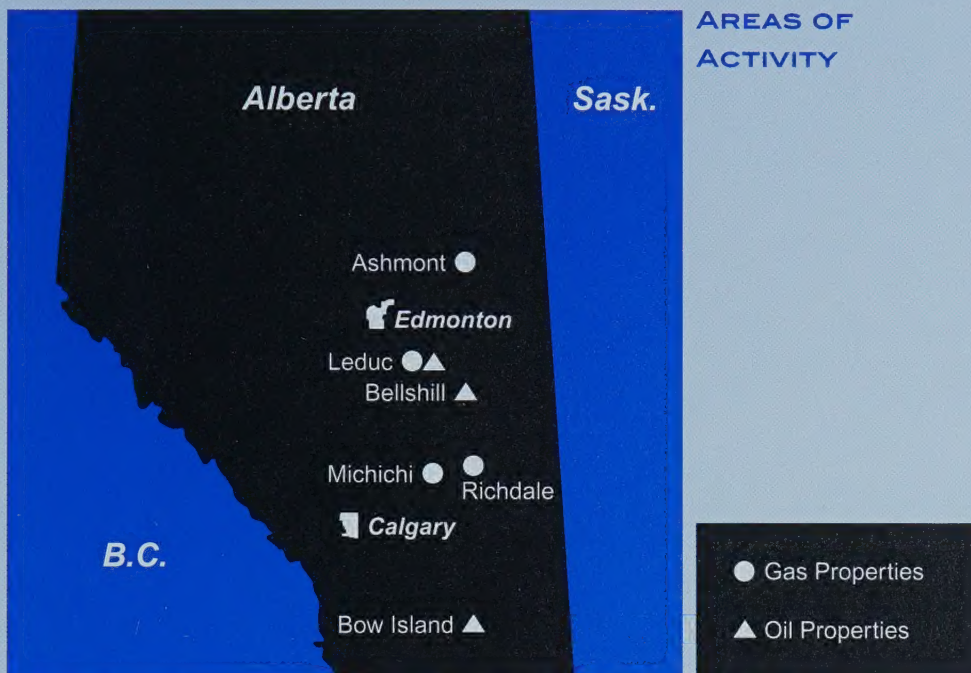 AREAS OF
ACTIVITY
Alberta
Sask.
Ashmont
Edmonton
Leduc
Bellshill
Michichi
Richdale
Calgary
B.C.
Bow Island
Gas Properties
Oil Properties